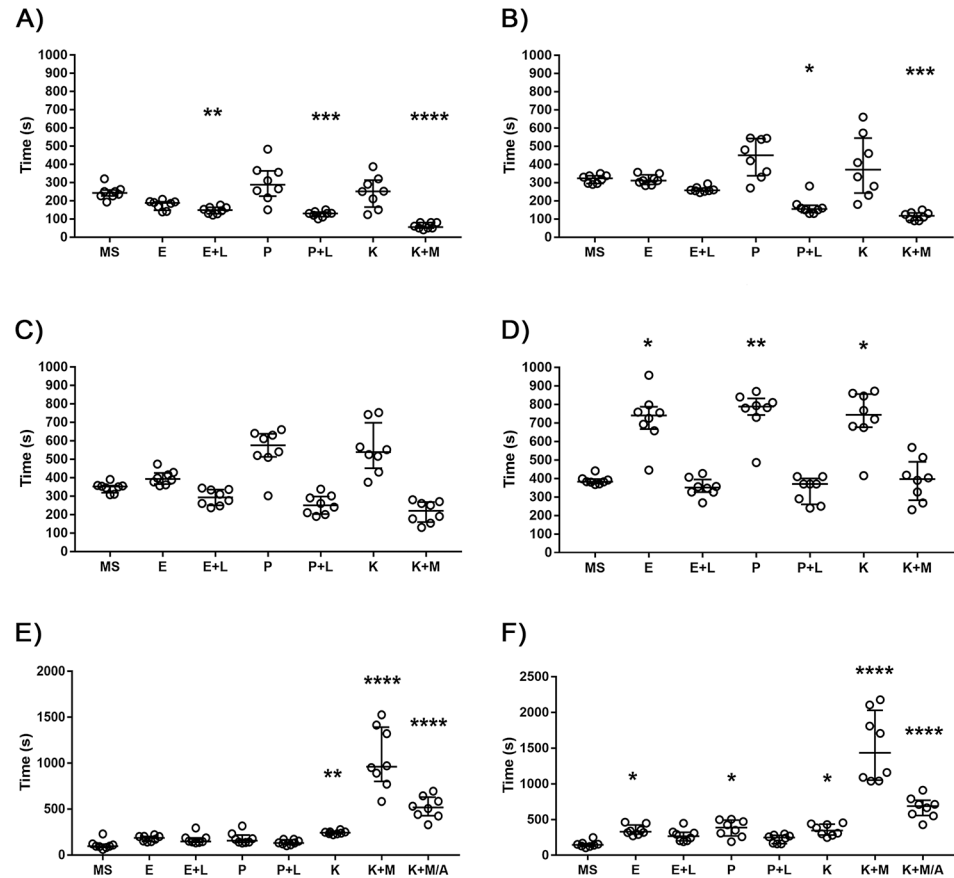 A)
B)
Time (s)
1000
900
800
700
600
500
400
300
200
100
0
** *** ****
MS E E+L P P+L K K+M
Time (s)
1000
900
800
700
600
500
400
300
200
100
0
* ***
MS E E+L P P+L K K+M
C)
D)
Time (s)
1000
900
800
700
600
500
400
300
200
100
0
MS E E+L P P+L K K+M
Time (s)
1000
900
800
700
600
500
400
300
200
100
0
* ** *
MS E E+L P P+L K K+M
E)
F)
Time (s)
2000
1500
1000
500
0
** **** ****
MS E E+L P P+L K K+M K+M/A
Time (s)
2500
2000
1500
1000
500
0
* * * **** ****
MS E E+L P P+L K K+M K+M/A